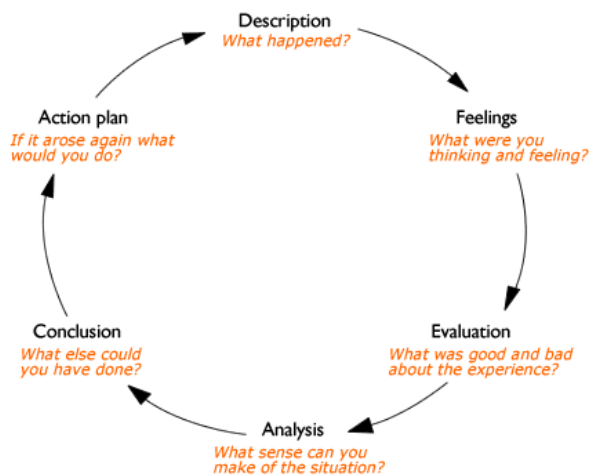 Description
What happened?
Feelings
What were you
thinking and feeling?
Evaluation
What was good and bad
about the experience?
Analysis
What sense can you
make of the situation?
Conclusion
What else could
you have done?
Action plan
If it arose again what
would you do?